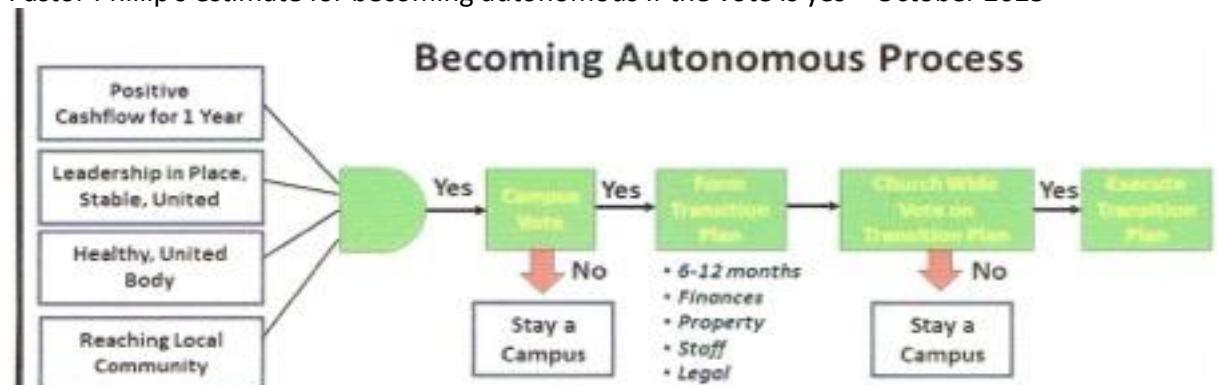 Pastor Phillip's estimate for becoming autonomous if the vote is yes – October 2023
Becoming Autonomous Process
Positive
Cashflow for 1 Year
Leadership in Place,
Stable, United
Healthy, United
Body
Reaching Local
Community
Yes
Campus
Vote
No
Stay a
Campus
Yes
Form
Transition
Plan
• 6-12 months
• Finances
• Property
• Staff
• Legal
Church Wide
Vote on
Transition Plan
No
Stay a
Campus
Yes
Execute
Transition
Plan